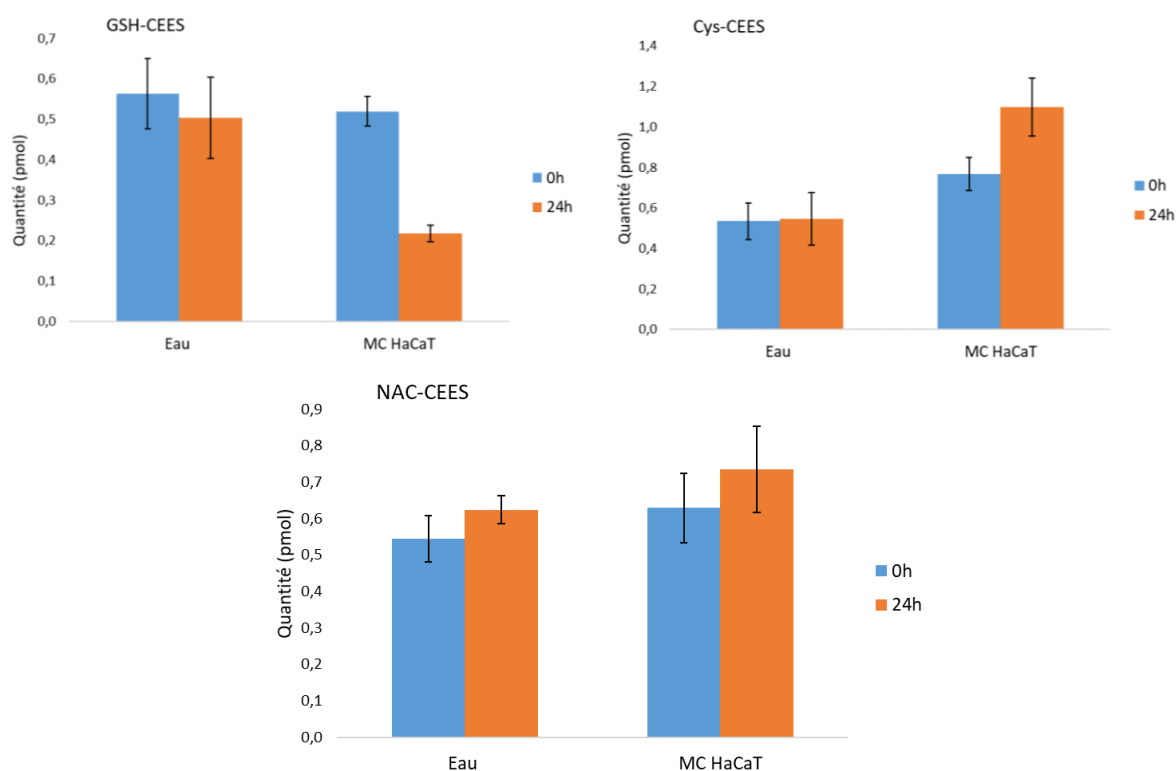 GSH-CEES
Quantité (pmol)
0,7
0,6
0,5
0,4
0,3
0,2
0,1
0,0
Eau
MC HaCaT
0h
24h
Cys-CEES
Quantité (pmol)
1,4
1,2
1,0
0,8
0,6
0,4
0,2
0,0
Eau
MC HaCaT
0h
24h
NAC-CEES
Quantité (pmol)
0,9
0,8
0,7
0,6
0,5
0,4
0,3
0,2
0,1
0,0
Eau
MC HaCaT
0h
24h